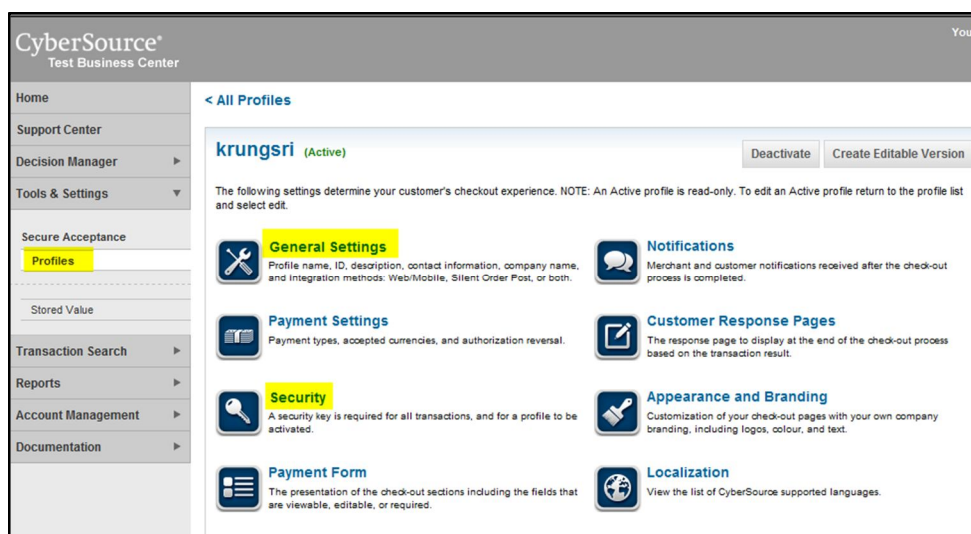 CyberSource®
You
Test Business Center
Home
Support Center
Decision Manager
Tools & Settings
Secure Acceptance
Profiles
Stored Value
Transaction Search
Reports
Account Management
Documentation
< All Profiles
krungsri (Active)
Deactivate
Create Editable Version
The following settings determine your customer's checkout experience. NOTE: An Active profile is read-only. To edit an Active profile return to the profile list
and select edit.
General Settings
Profile name, ID, description, contact information, company name,
and Integration methods: Web/Mobile, Silent Order Post, or both.
Notifications
Merchant and customer notifications received after the check-out
process is completed.
Payment Settings
Payment types, accepted currencies, and authorization reversal.
Customer Response Pages
The response page to display at the end of the check-out process
based on the transaction result.
Security
A security key is required for all transactions, and for a profile to be
activated.
Appearance and Branding
Customization of your check-out pages with your own company
branding, including logos, colour, and text.
Payment Form
The presentation of the check-out sections including the fields that
are viewable, editable, or required.
Localization
View the list of CyberSource supported languages.